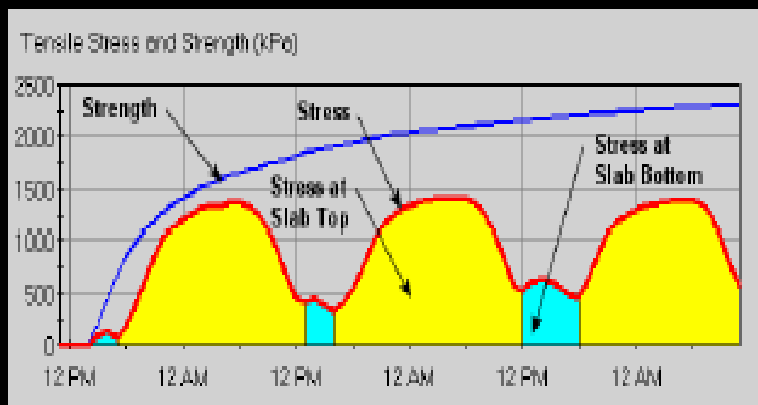 Tensile Stress and Strength (kPa)
2500
2000
1500
1000
500
0
Strength
Stress
Stress at
Slab Top
Stress at
Slab Bottom
12 PM
12 AM
12 PM
12 AM
12 PM
12 AM